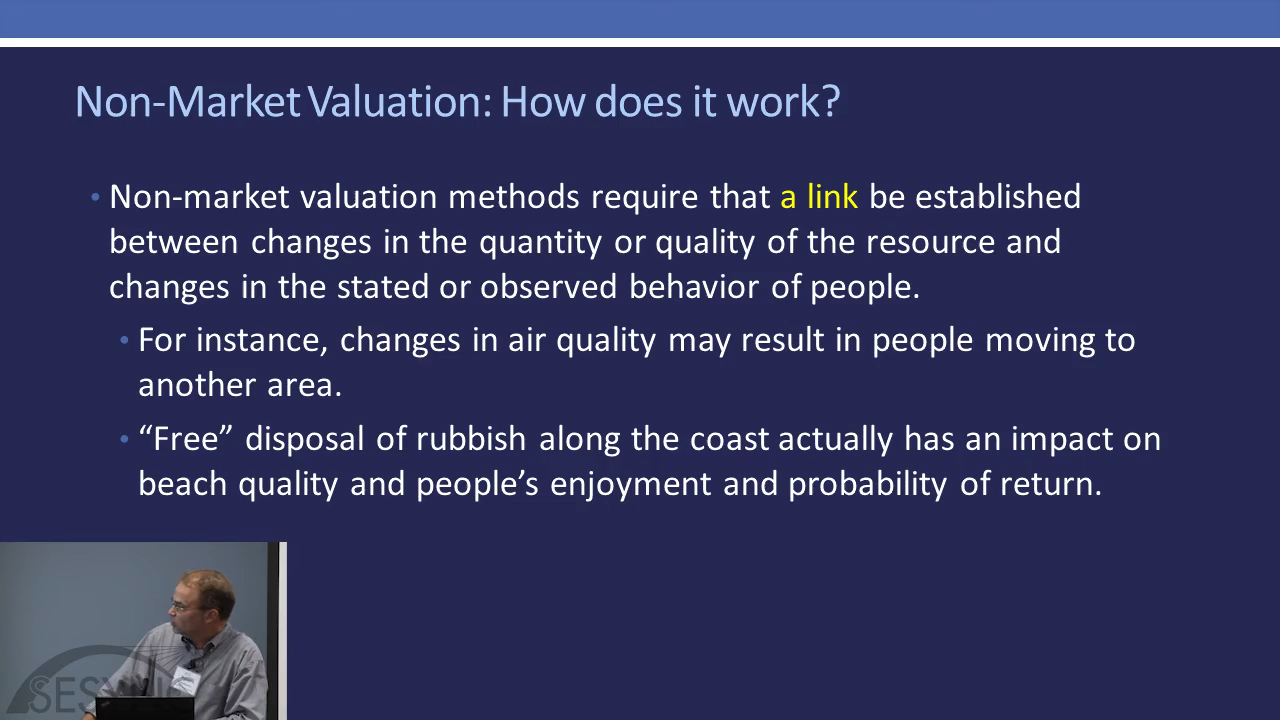 Non-Market Valuation: How does it work?
• Non-market valuation methods require that a link be established
between changes in the quantity or quality of the resource and
changes in the stated or observed behavior of people.
• For instance, changes in air quality may result in people moving to
another area.
• “Free” disposal of rubbish along the coast actually has an impact on
beach quality and people’s enjoyment and probability of return.
SESYNC